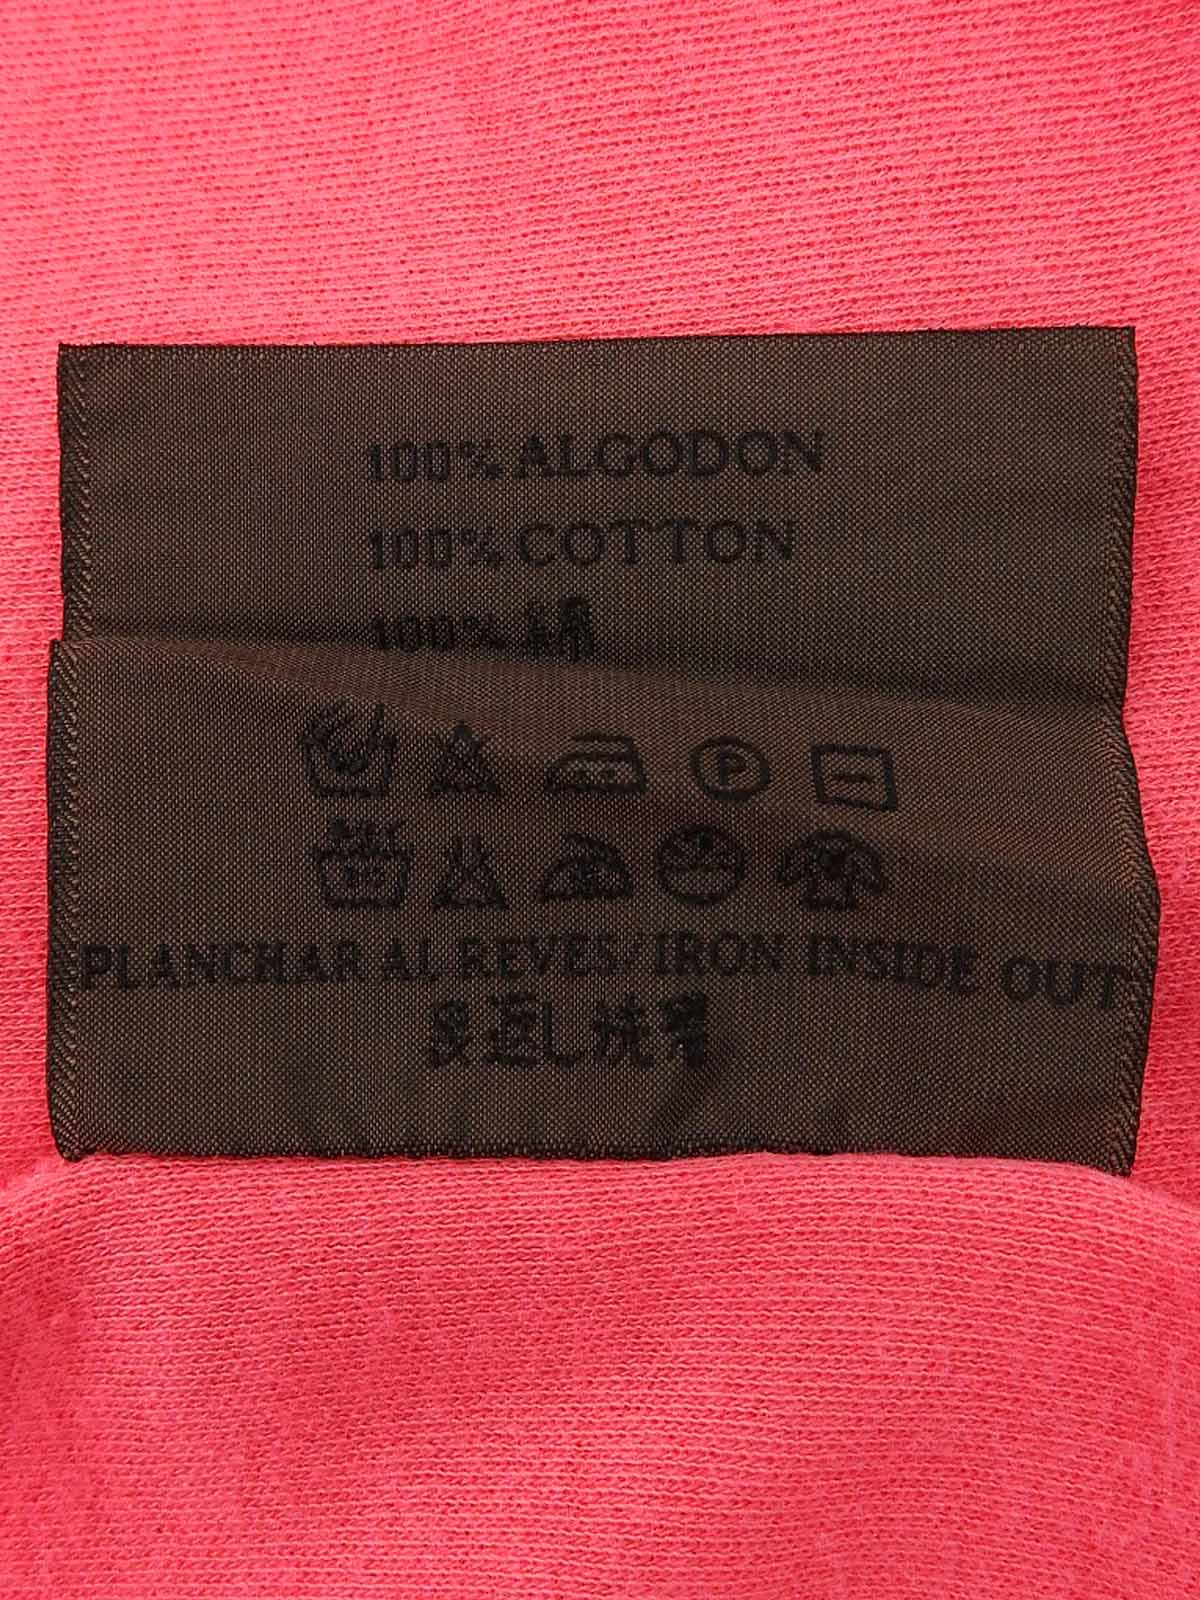 100% ALGODON
100% COTTON
100% 綿
P
PLANCHAR AL REVES/IRON INSIDE OUT
裏返し洗濯